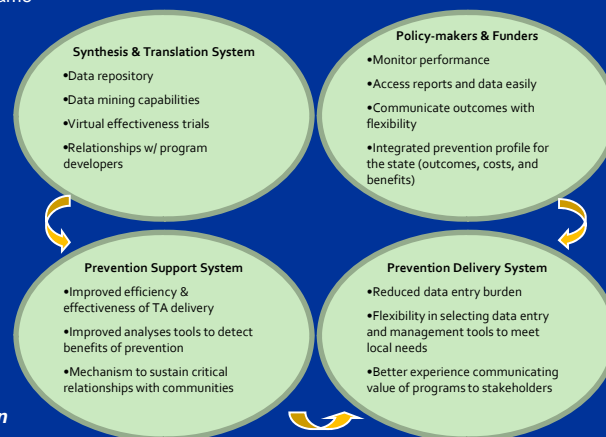 Synthesis & Translation System
•Data repository
•Data mining capabilities
•Virtual effectiveness trials
•Relationships w/ program
developers
Policy-makers & Funders
•Monitor performance
•Access reports and data easily
•Communicate outcomes with
flexibility
•Integrated prevention profile for
the state (outcomes, costs, and
benefits)
Prevention Support System
•Improved efficiency &
effectiveness of TA delivery
•Improved analyses tools to detect
benefits of prevention
•Mechanism to sustain critical
relationships with communities
Prevention Delivery System
•Reduced data entry burden
•Flexibility in selecting data entry
and management tools to meet
local needs
•Better experience communicating
value of programs to stakeholders